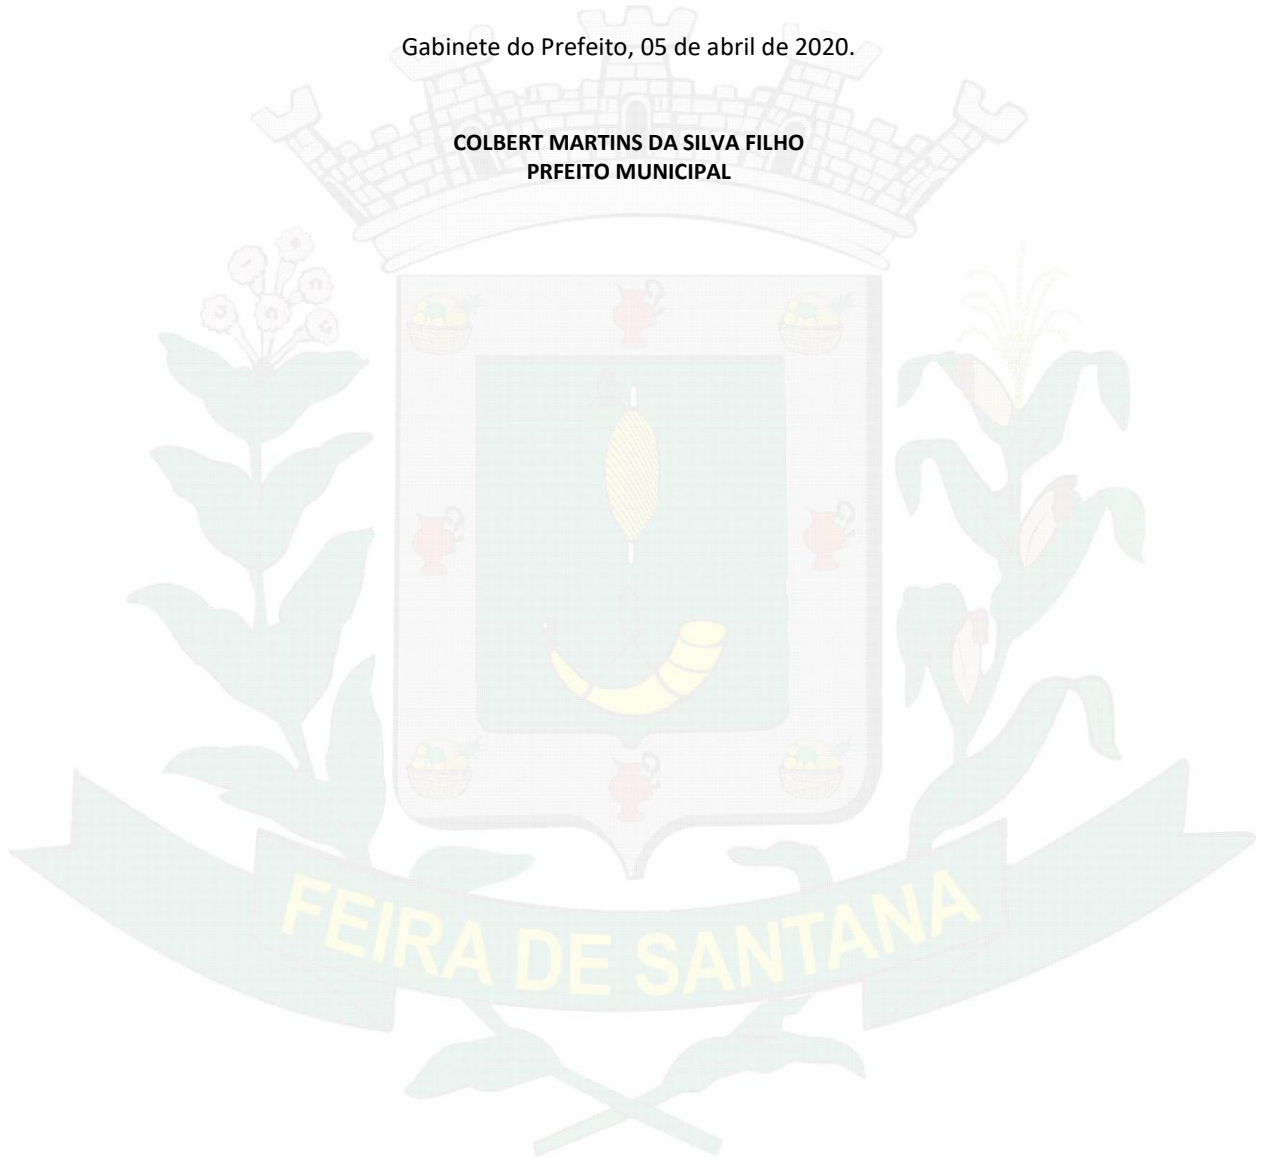 Gabinete do Prefeito, 05 de abril de 2020.
COLBERT MARTINS DA SILVA FILHO
PRFEITO MUNICIPAL
FEIRA DE SANTANA